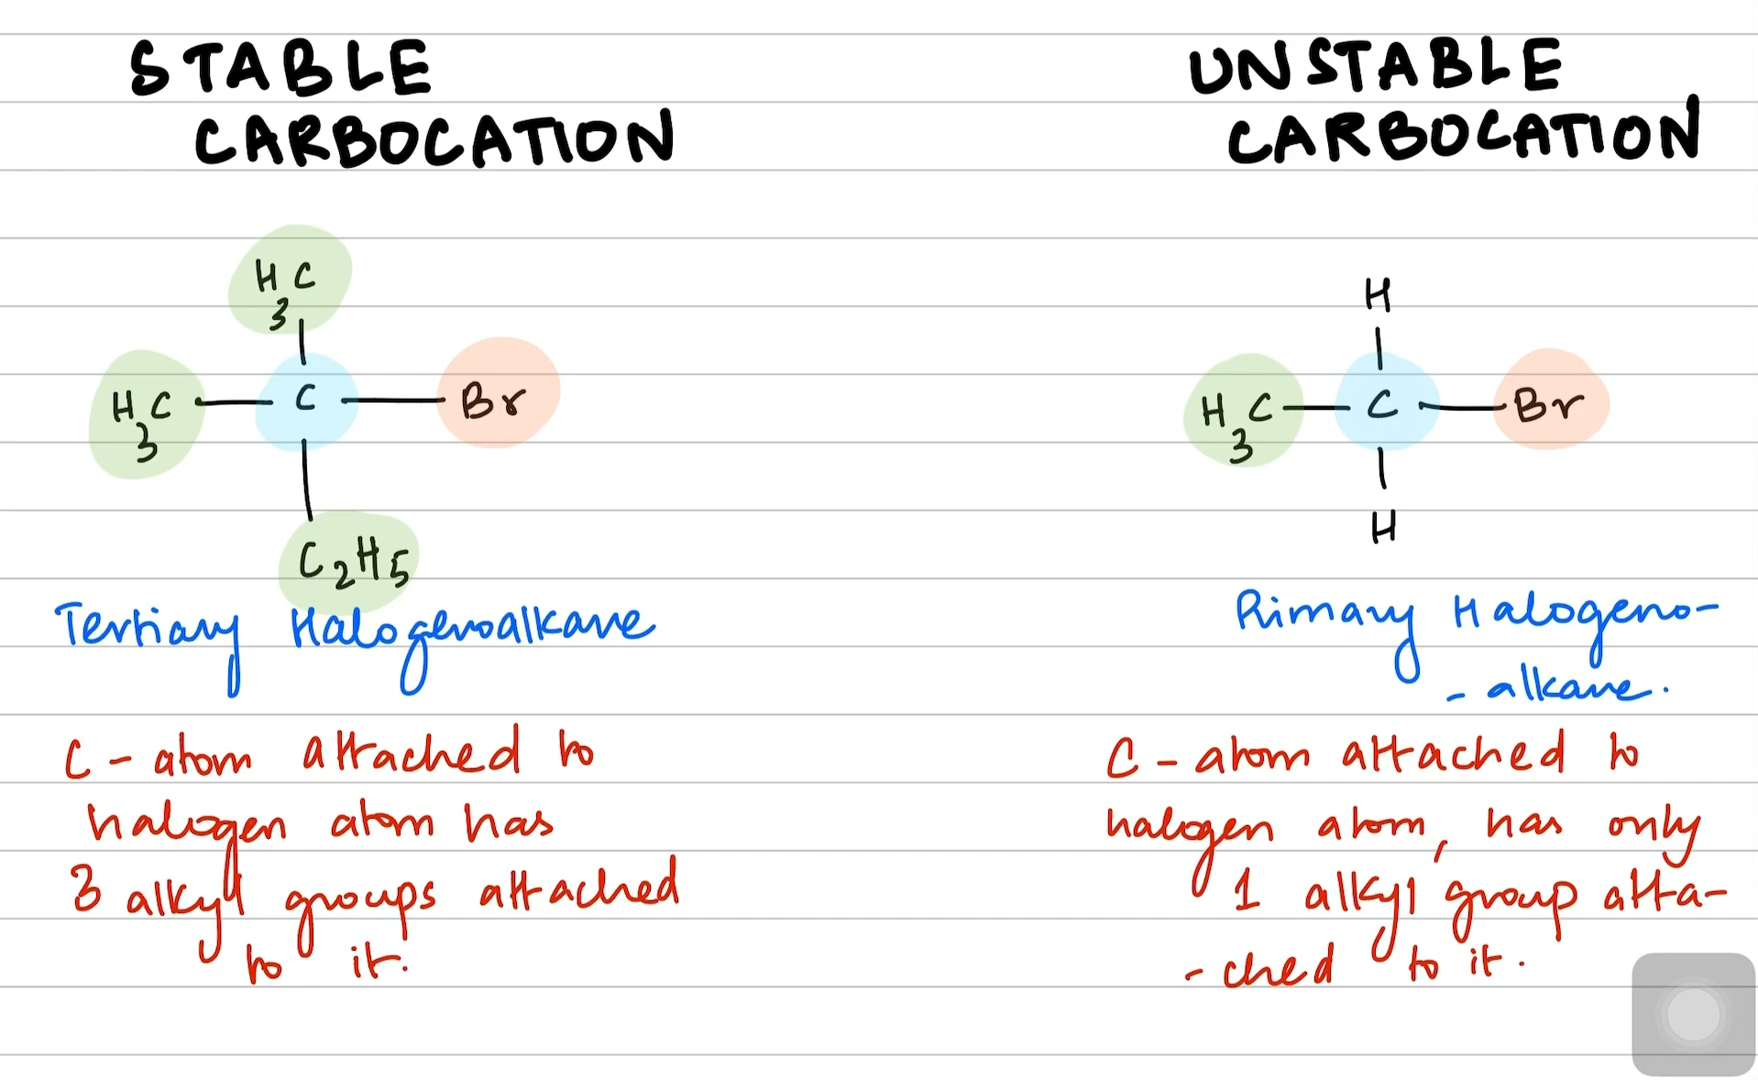 STABLE
CARBOCATION
H3C
H3C C Br
C2H5
Tertiary Halogenoalkane
C - atom attached to
halogen atom has
3 alkyl groups attached
to it.
UNSTABLE
CARBOCATION
H
H3C C Br
H
Primary Halogeno-
- alkane.
C - atom attached to
halogen atom, has only
1 alkyl group atta-
- ched to it.